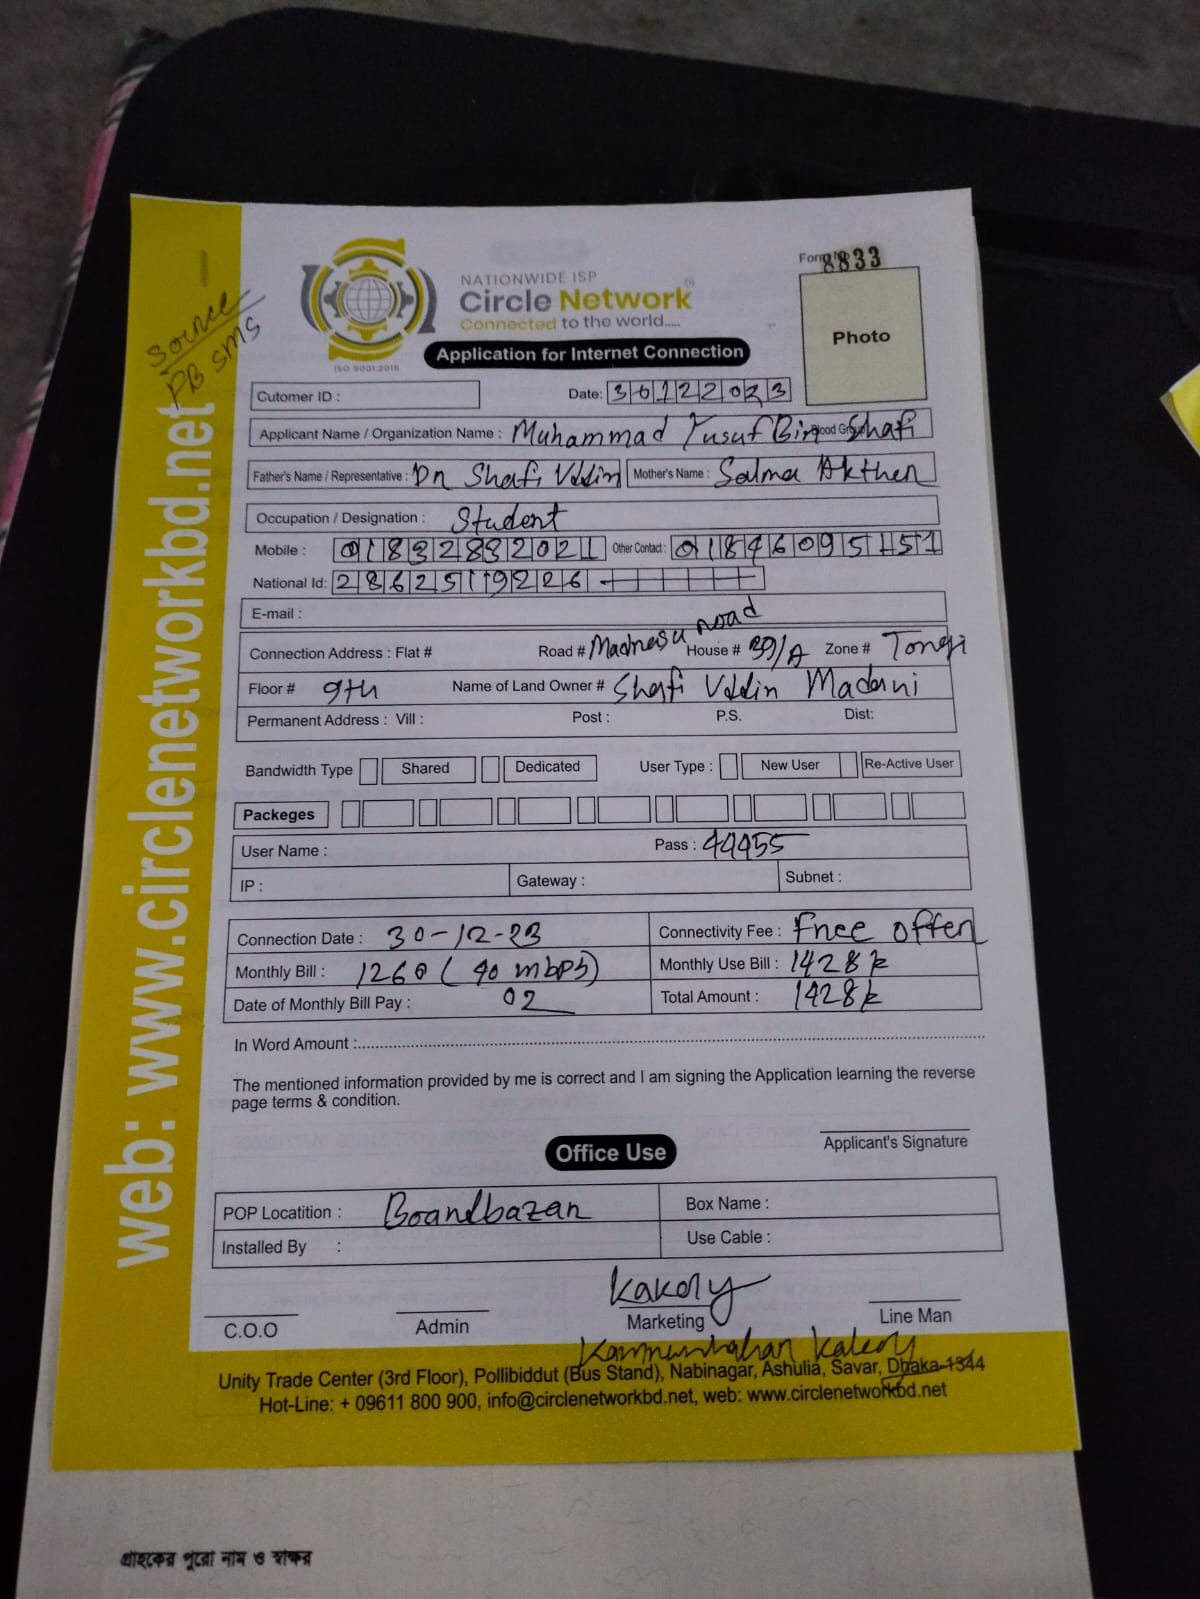 Form No 8833
NATIONWIDE ISP
Circle Network
Connected to the world.....
ISO 9001:2015
Application for Internet Connection
Photo
Source
PB SMS
Cutomer ID :
Date: 30122023
Applicant Name / Organization Name : Muhammad Yusuf Bin Shafi Blood Group
Father's Name / Representative : Dr Shafi Uddin Mother's Name : Salma Akther
Occupation / Designation : Student
Mobile : 01832882021 Other Contact : 01846095151
National Id: 2862519226
E-mail :
Connection Address : Flat # Road # Madrasa road House # 39/A Zone # Tongi
Floor # 9th Name of Land Owner # Shafi Uddin Madani
Permanent Address : Vill : Post : P.S. Dist:
Bandwidth Type Shared Dedicated User Type : New User Re-Active User
Packeges
User Name : Pass : 44455
IP : Gateway : Subnet :
Connection Date : 30-12-23 Connectivity Fee : Free offer
Monthly Bill : 1260 (40 mbps) Monthly Use Bill : 1428
Date of Monthly Bill Pay : 02 Total Amount : 1428
In Word Amount :
The mentioned information provided by me is correct and I am signing the Application learning the reverse
page terms & condition.
Applicant's Signature
Office Use
POP Locatition : Boardbazar Box Name :
Installed By : Use Cable :
Kakoly
C.O.O Admin Marketing Line Man
Unity Trade Center (3rd Floor), Pollibiddut (Bus Stand), Nabinagar, Ashulia, Savar, Dhaka-1344
Hot-Line: + 09611 800 900, info@circlenetworkbd.net, web: www.circlenetworkbd.net
web: www.circlenetworkbd.net
গ্রাহকের পুরো নাম ও স্বাক্ষর